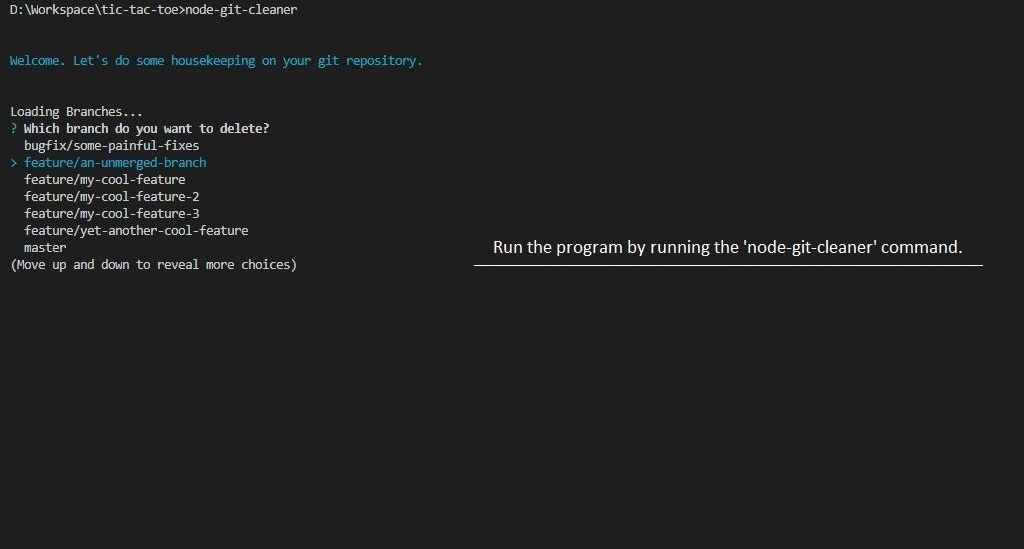 D:\Workspace\tic-tac-toe>node-git-cleaner
Welcome. Let's do some housekeeping on your git repository.
Loading Branches...
? Which branch do you want to delete?
bugfix/some-painful-fixes
> feature/an-unmerged-branch
feature/my-cool-feature
feature/my-cool-feature-2
feature/my-cool-feature-3
feature/yet-another-cool-feature
master
(Move up and down to reveal more choices)
Run the program by running the 'node-git-cleaner' command.